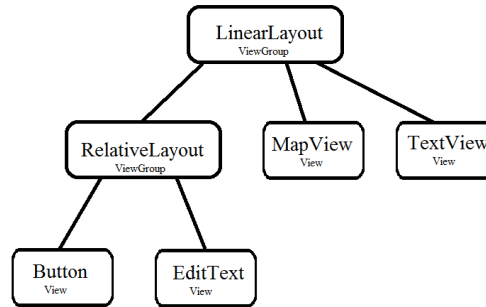 LinearLayout
ViewGroup
RelativeLayout
ViewGroup
MapView
View
TextView
View
Button
View
EditText
View